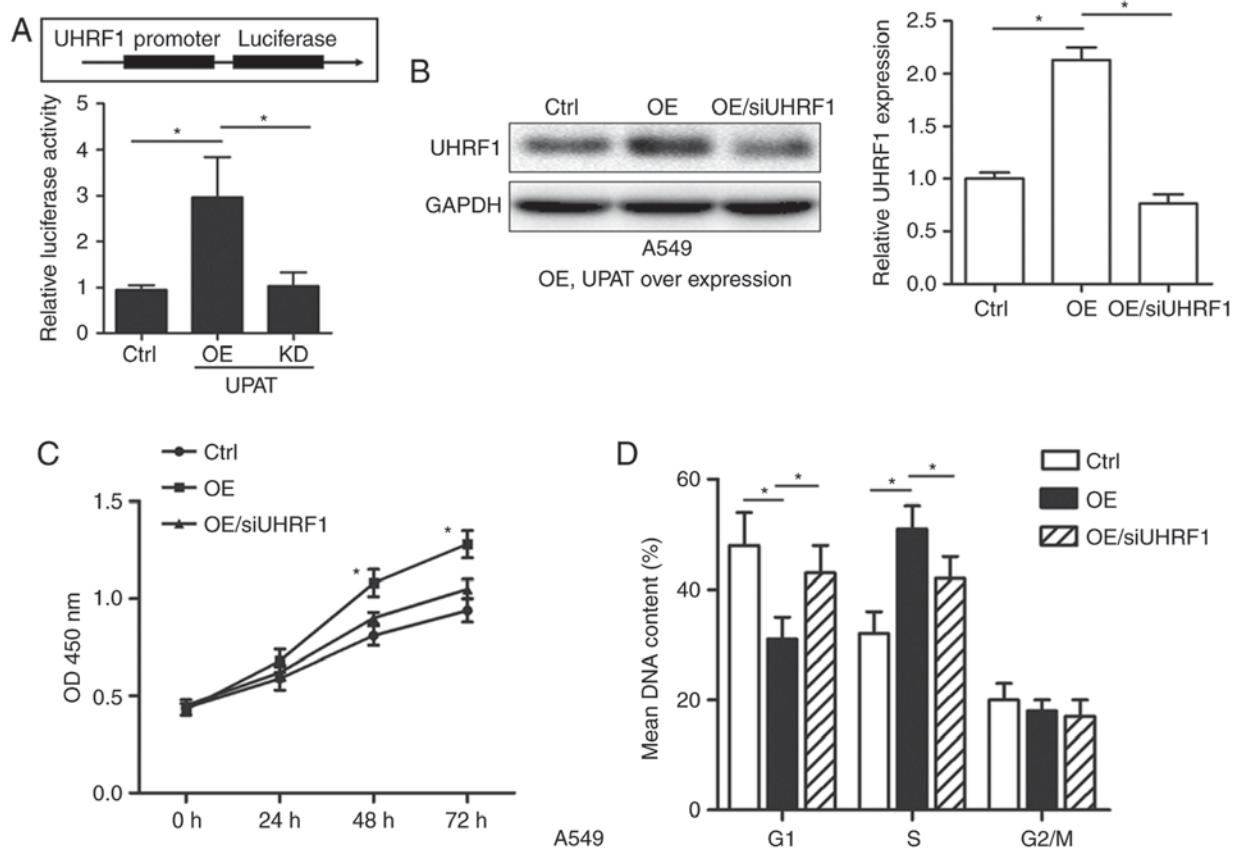 A
UHRF1 promoter Luciferase
Relative luciferase activity
5
4
3
2
1
0
* *
Ctrl OE KD
UPAT
B
Ctrl OE OE/siUHRF1
UHRF1
GAPDH
A549
OE, UPAT over expression
Relative UHRF1 expression
2.5
2.0
1.5
1.0
0.5
0.0
* *
Ctrl OE OE/siUHRF1
C
Ctrl
OE
OE/siUHRF1
OD 450 nm
1.5
1.0
0.5
0.0
* *
0 h 24 h 48 h 72 h
A549
D
Ctrl
OE
OE/siUHRF1
Mean DNA content (%)
60
40
20
0
* * * *
G1 S G2/M